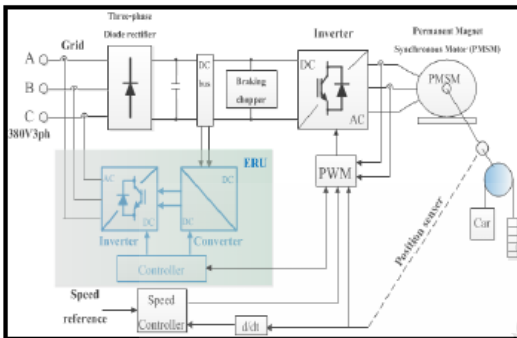 Three-phase
Diode rectifier
Grid
A
B
C
380V3ph
DC
bus
Braking
chopper
Inverter
DC
AC
Permanent Magnet
Synchronous Motor (PMSM)
PMSM
ERU
AC
DC
Inverter
DC
DC
Converter
Controller
PWM
Position senser
Car
Speed
reference
Speed
Controller
d/dt